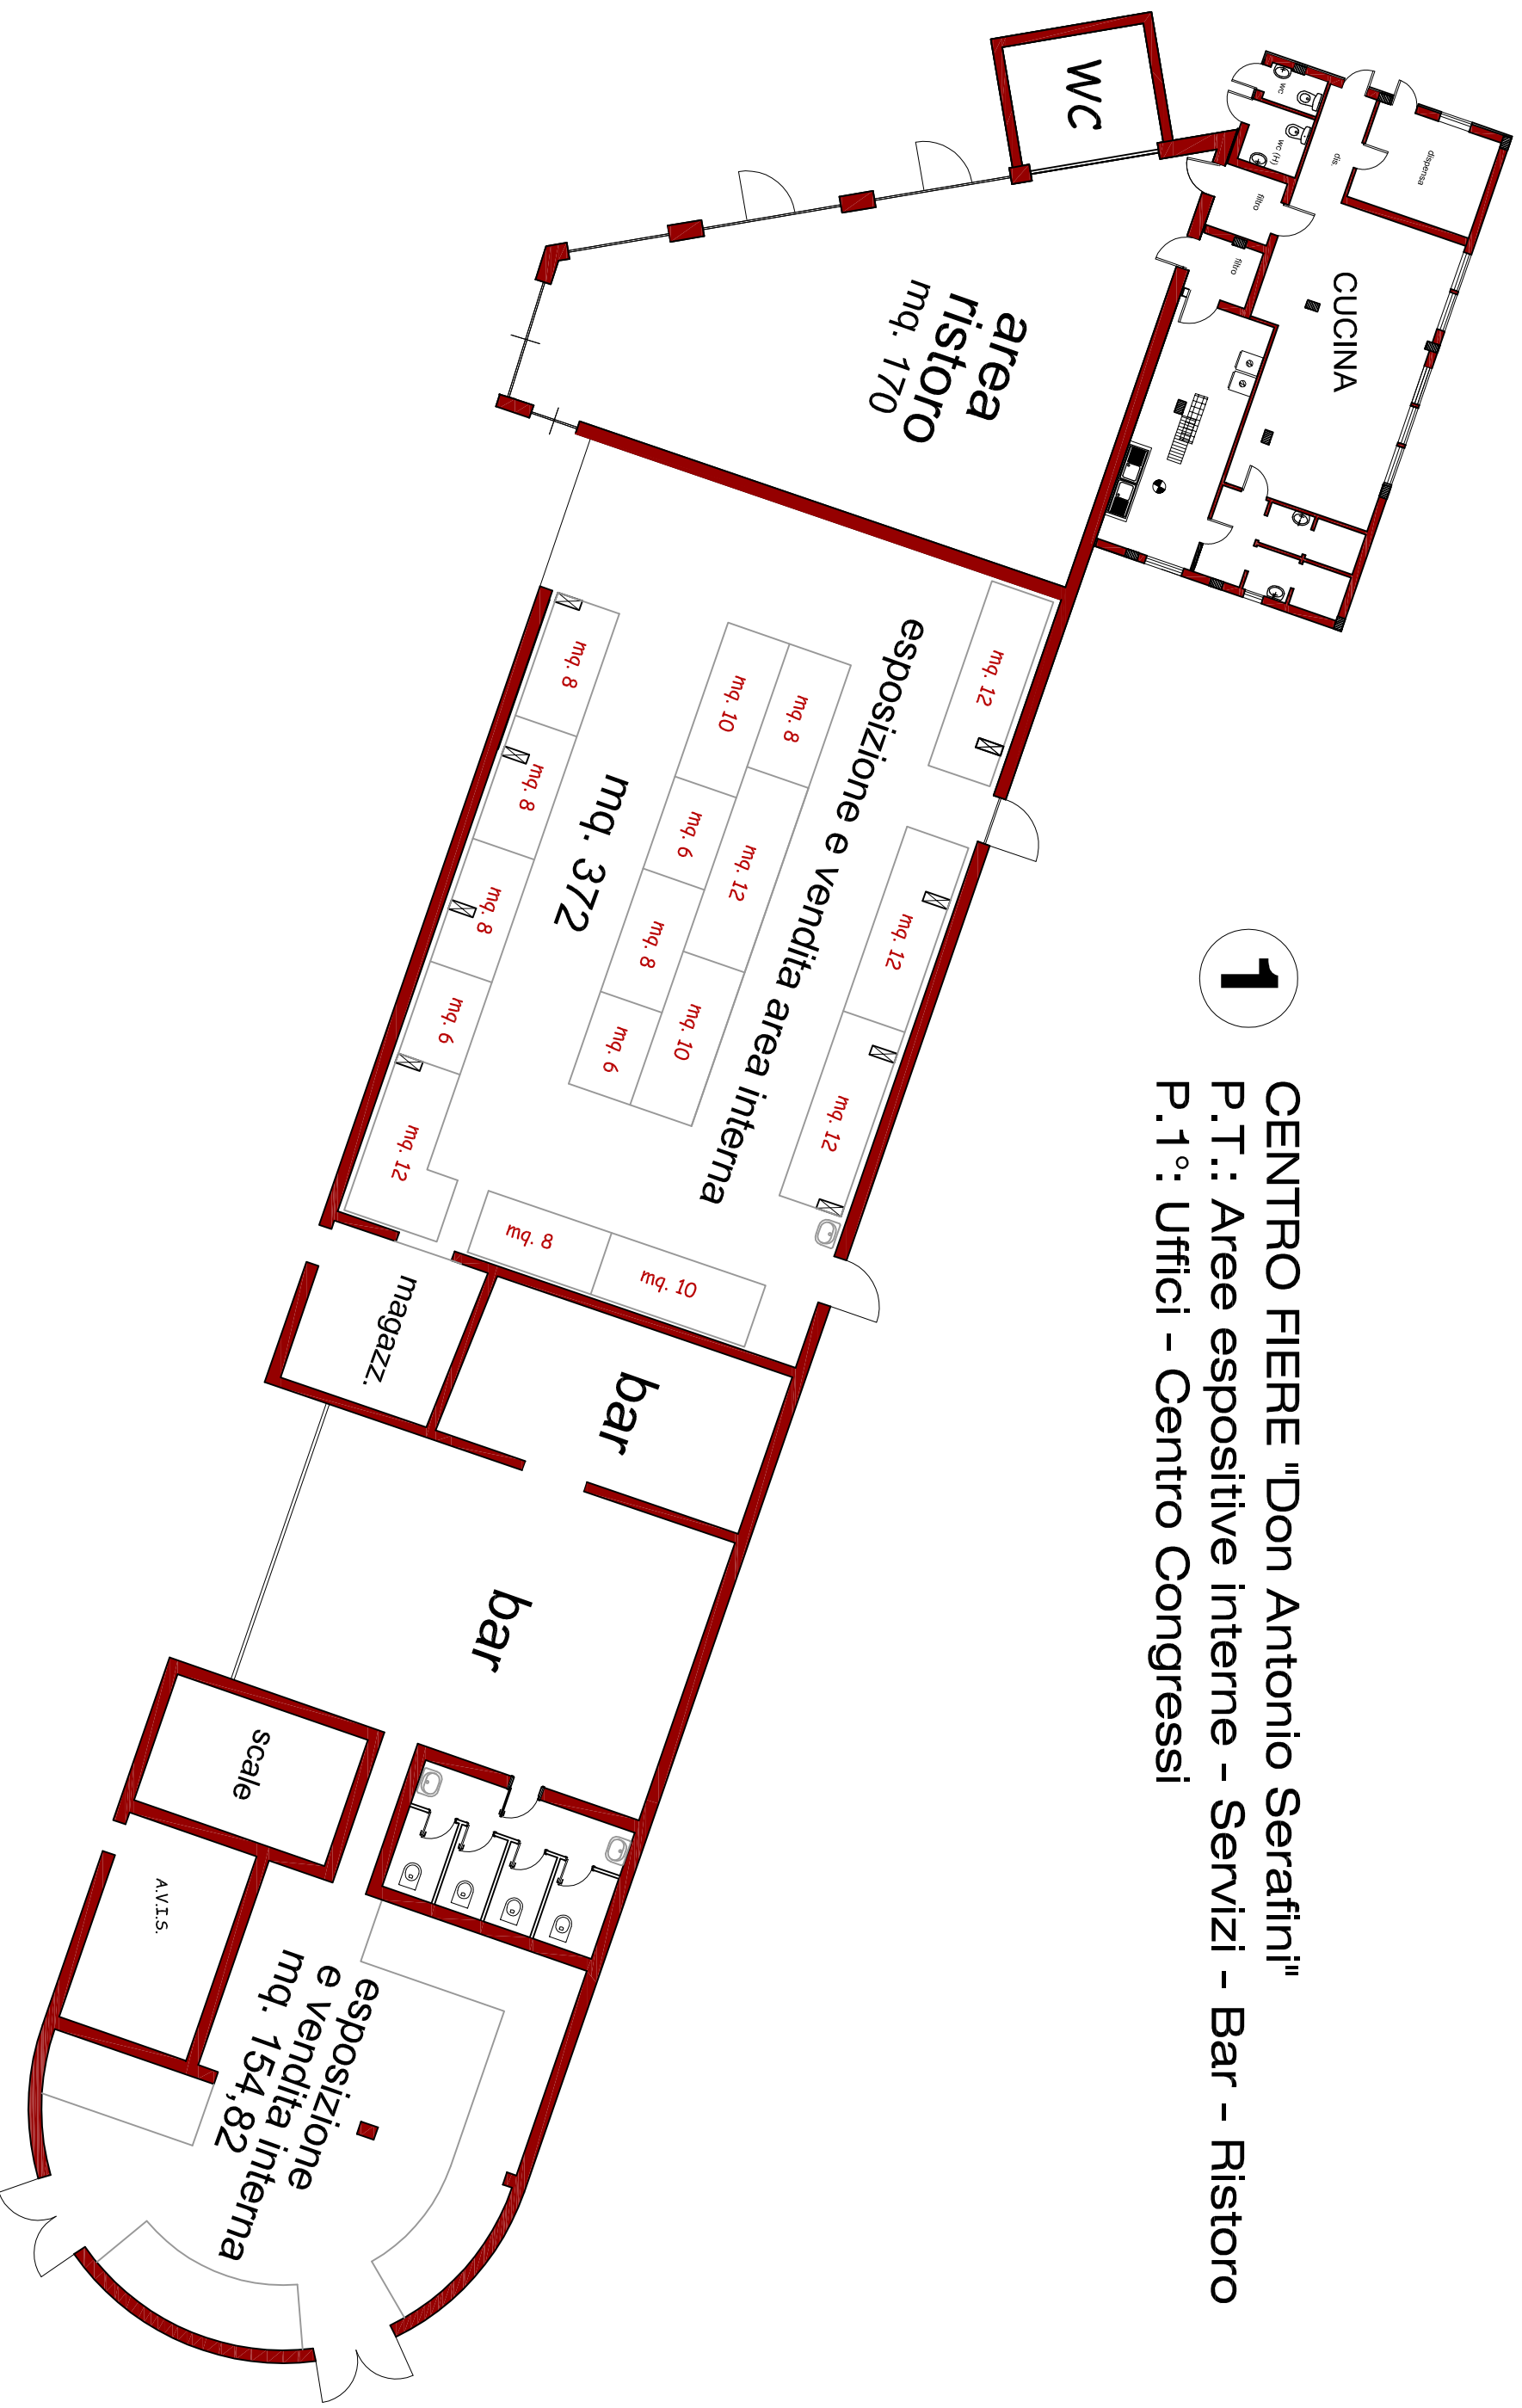 1
CENTRO FIERE "Don Antonio Serafini"
P.T.: Aree espositive interne - Servizi - Bar - Ristoro
P.1°: Uffici - Centro Congressi
wc
wc (H)
dis.
dispensa
filtro
filtro
CUCINA
WC
area
ristoro
mq. 170
esposizione e vendita area interna
mq. 372
mq. 12
mq. 12
mq. 12
mq. 8
mq. 12
mq. 10
mq. 10
mq. 6
mq. 8
mq. 6
mq. 8
mq. 8
mq. 8
mq. 6
mq. 12
mq. 8
mq. 10
magazz.
bar
bar
scale
A.V.I.S.
esposizione
e vendita interna
mq. 154,82